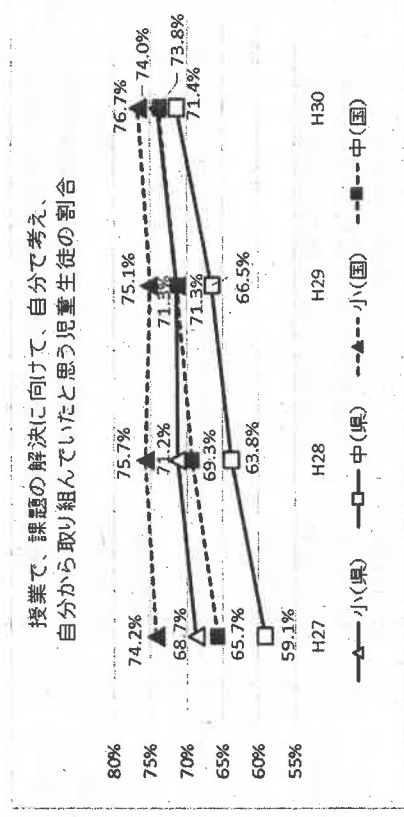 授業で、課題の解決に向けて、自分で考え、
自分から取り組んでいたと思う児童生徒の割合
80%
75%
70%
65%
60%
55%
74.2%
68.7%
65.7%
59.1%
75.7%
71.2%
69.3%
63.8%
75.1%
71.3%
71.3%
66.5%
76.7%
74.0%
73.8%
71.4%
H27
H28
H29
H30
小(県)
中(県)
小(国)
中(国)